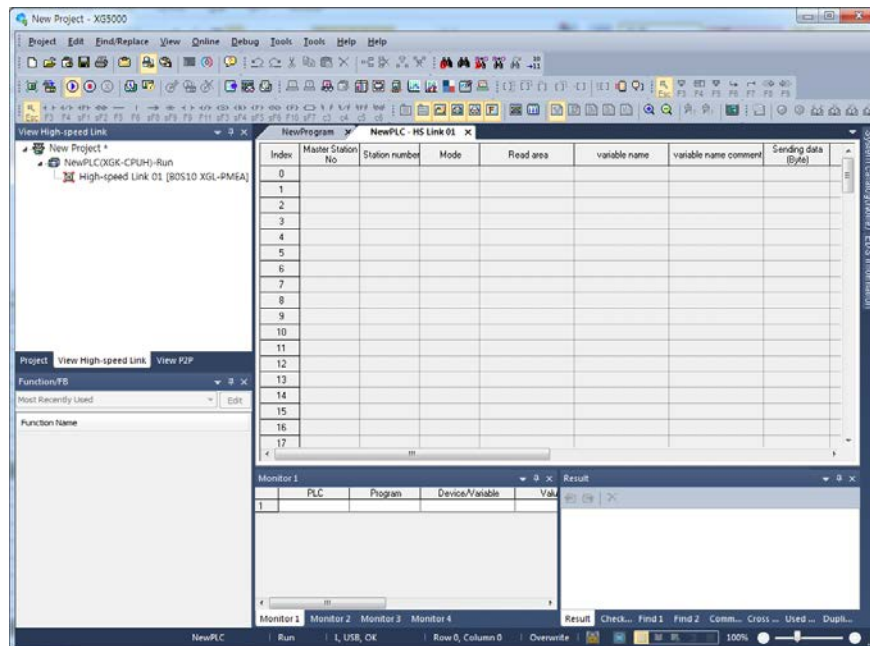 New Project - XG5000
Project Edit Find/Replace View Online Debug Tools Tools Help Help
View High-speed Link
New Project *
NewPLC(XGK-CPUH)-Run
High-speed Link 01 [B0S10 XGL-PMEA]
NewProgram
NewPLC - HS Link 01
Index Master Station No Station number Mode Read area variable name variable name comment Sending data (Byte)
0
1
2
3
4
5
6
7
8
9
10
11
12
13
14
15
16
17
Project View High-speed Link View P2P
Function/FB
Most Recently Used Edit
Function Name
Monitor 1
PLC Program Device/Variable Valu
1
Monitor 1 Monitor 2 Monitor 3 Monitor 4
Result
Result Check... Find 1 Find 2 Comm... Cross ... Used ... Dupli...
NewPLC Run 1, USB, OK Row 0, Column 0 Overwrite 100%